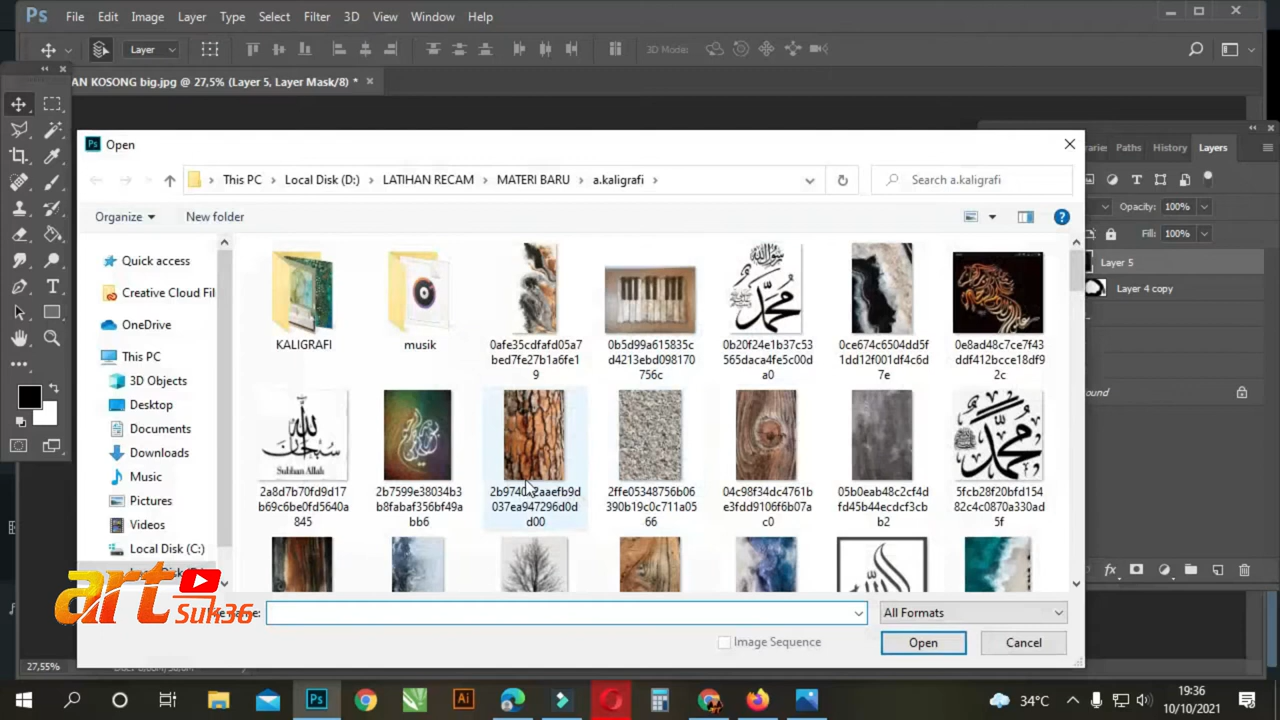 Ps File Edit Image Layer Type Select Filter 3D View Window Help
Layer 3D Mode:
AN KOSONG big.jpg @ 27,5% (Layer 5, Layer Mask/8) *
Open
Paths History Layers
This PC Local Disk (D:) LATIHAN RECAM MATERI BARU a.kaligrafi Search a.kaligrafi
Opacity: 100%
Organize New folder
Fill: 100%
Quick access
Creative Cloud Fil
OneDrive
This PC
3D Objects
Desktop
Documents
Downloads
Music
Pictures
Videos
Local Disk (C:)
Layer 5
Layer 4 copy
ound
KALIGRAFI
musik
0afe35cdfafd05a7
bed7fe27b1a6fe1
9
0b5d99a615835c
d4213ebd098170
756c
0b20f24e1b37c53
565daca4fe5c00d
a0
0ce674c6504dd5f
1dd12f001df4c6d
7e
0e8ad48c7ce7f43
ddf412bcce18df9
2c
Subhan Allah
2a8d7b70fd9d17
b69c6be0fd5640a
845
2b7599e38034b3
b8fabaf356bf49a
bb6
037ea947296d0d
d00
2ffe05348756b06
390b19c0c711a05
66
04c98f34dc4761b
e3fdd9106f6b07a
c0
05b0eab48c2cf4d
fd45b44ecdcf3cb
b2
5fcb28f20bfd154
82c4c0870a330ad
5f
art
Suh36
All Formats
Image Sequence
Open Cancel
27,55%
Ps Ai
34°C
19:36
10/10/2021